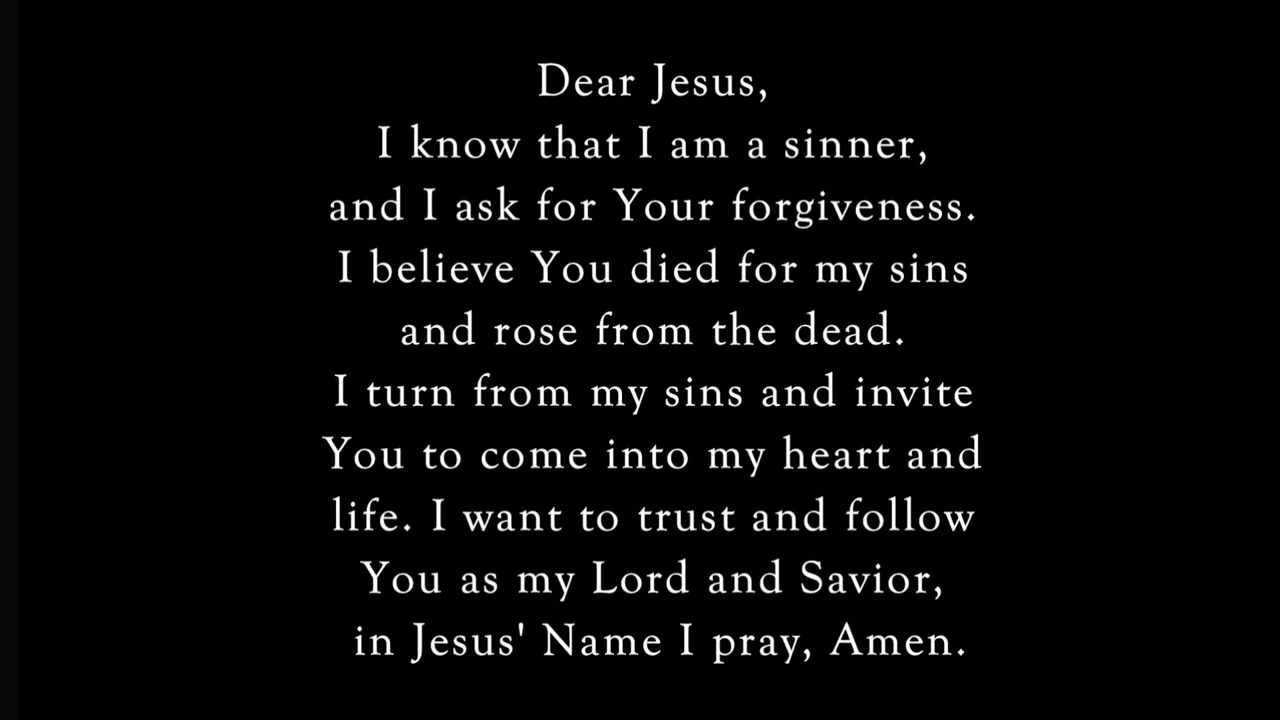 Dear Jesus,
I know that I am a sinner,
and I ask for Your forgiveness.
I believe You died for my sins
and rose from the dead.
I turn from my sins and invite
You to come into my heart and
life. I want to trust and follow
You as my Lord and Savior,
in Jesus' Name I pray, Amen.